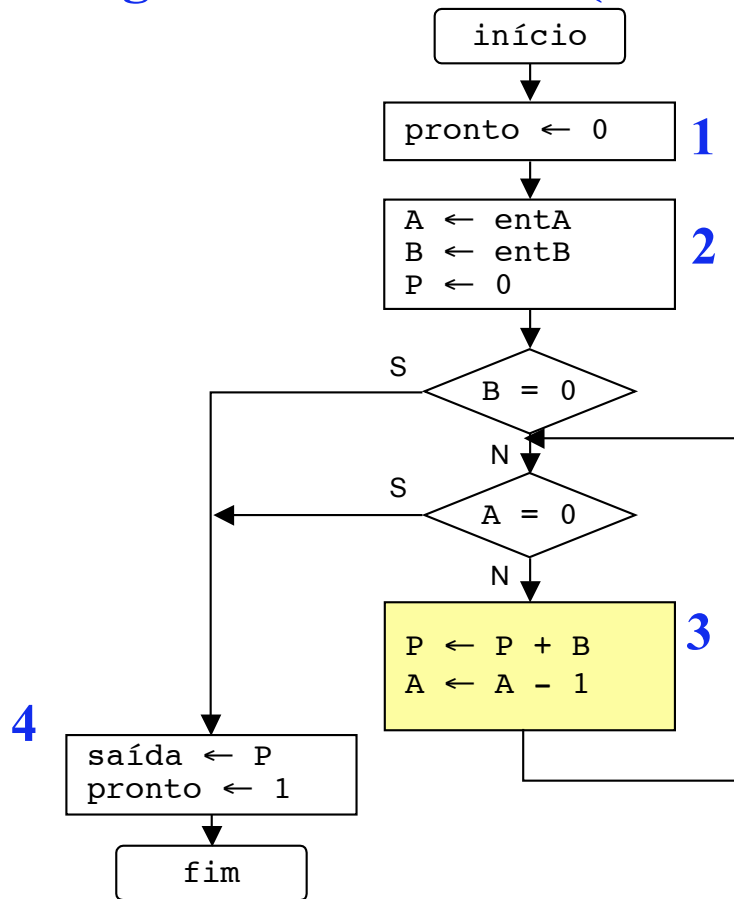 início
pronto ← 0
1
A ← entA
B ← entB
P ← 0
2
S
B = 0
N
S
A = 0
N
P ← P + B
A ← A - 1
3
4
saída ← P
pronto ← 1
fim